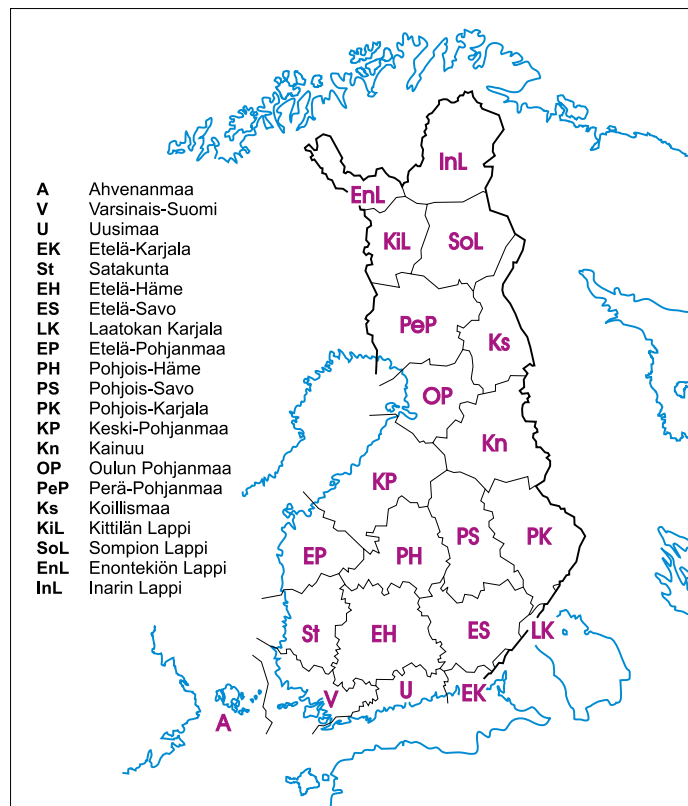 A Ahvenanmaa
V Varsinais-Suomi
U Uusimaa
EK Etelä-Karjala
St Satakunta
EH Etelä-Häme
ES Etelä-Savo
LK Laatokan Karjala
EP Etelä-Pohjanmaa
PH Pohjois-Häme
PS Pohjois-Savo
PK Pohjois-Karjala
KP Keski-Pohjanmaa
Kn Kainuu
OP Oulun Pohjanmaa
PeP Perä-Pohjanmaa
Ks Koillismaa
KiL Kittilän Lappi
SoL Sompion Lappi
EnL Enontekiön Lappi
InL Inarin Lappi
InL
EnL
KiL SoL
PeP
Ks
OP
Kn
KP
EP PH PS PK
St EH ES LK
V U EK
A